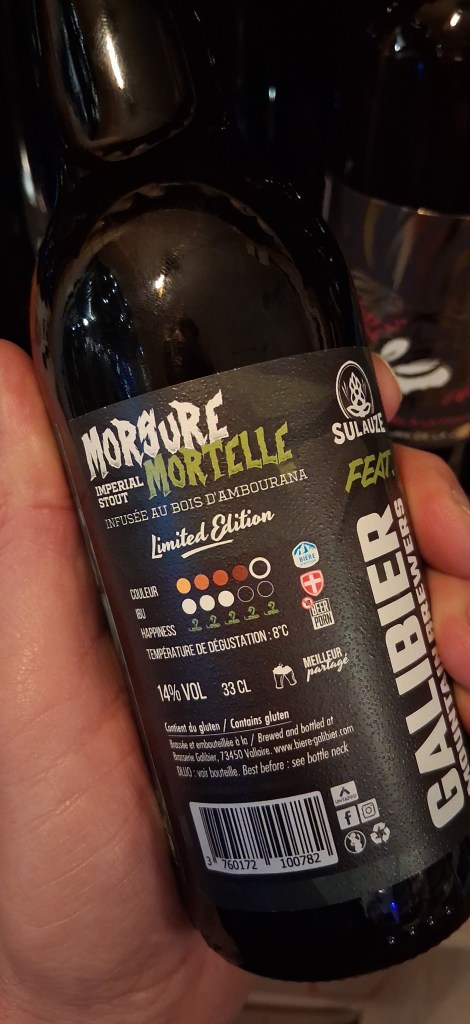 MORSURE
IMPERIAL STOUT
MORTELLE
INFUSÉE AU BOIS D'AMBOURANA
Limited Edition
COULEUR
IBU
HAPPINESS
TEMPÉRATURE DE DÉGUSTATION : 8°C
14% VOL 33 CL
MEILLEUR
partagé
Contient du gluten / Contains gluten
Brassée et embouteillée à la / Brewed and bottled at
Brasserie Galibier, 73450 Valloire. www.biere-galibier.com
DLUO : voir bouteille. Best before : see bottle neck
3 760172 100782
BIERE
BEER
PORN
UNTAPPD
SULAUZE
FEAT.
GALIBIER
MOUNTAIN BREWERS